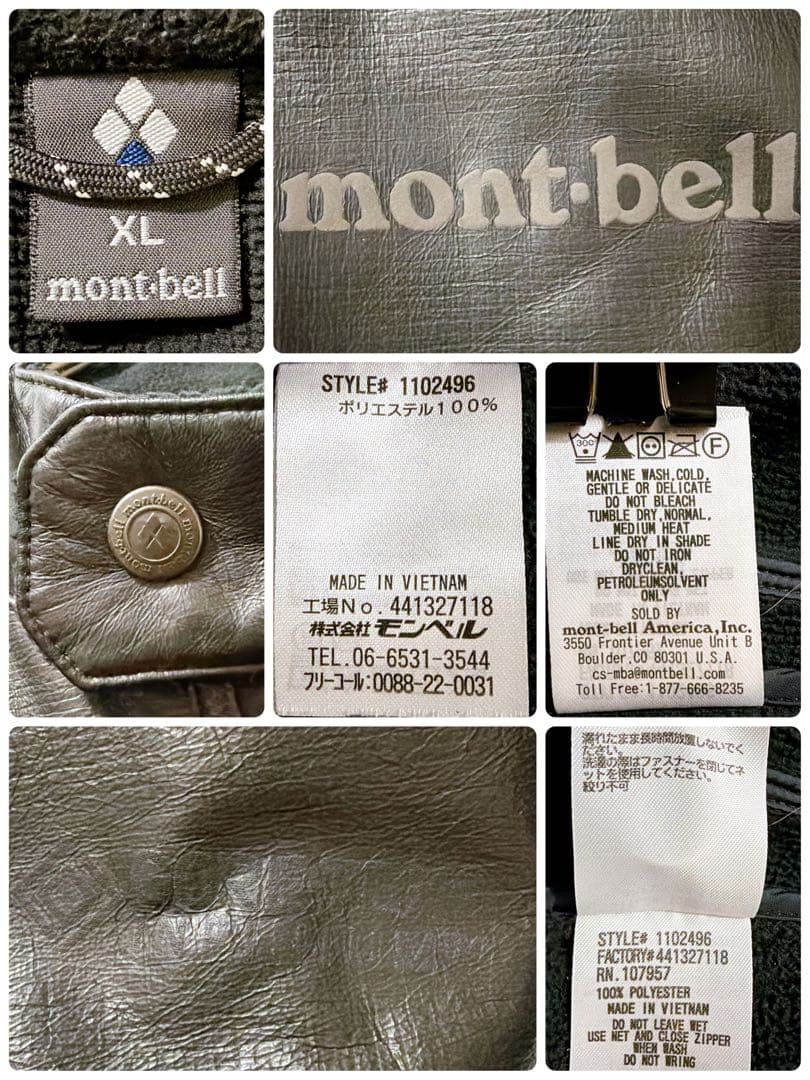 XL
mont·bell
mont·bell
mont·bell mont·bell mont·bell
STYLE# 1102496
ポリエステル100%
MADE IN VIETNAM
工場No. 441327118
株式会社モンベル
TEL.06-6531-3544
フリーコール:0088-22-0031
30°
F
MACHINE WASH,COLD,
GENTLE OR DELICATE
DO NOT BLEACH
TUMBLE DRY,NORMAL,
MEDIUM HEAT
LINE DRY IN SHADE
DO NOT IRON
DRYCLEAN,
PETROLEUMSOLVENT
ONLY
SOLD BY
mont-bell America,Inc.
3550 Frontier Avenue Unit B
Boulder,CO 80301 U.S.A.
cs-mba@montbell.com
Toll Free:1-877-666-8235
濡れたまま長時間放置しないでく
ださい。
洗濯の際はファスナーを閉じてネ
ットを使用してください。
絞り不可
STYLE# 1102496
FACTORY#441327118
RN.107957
100% POLYESTER
MADE IN VIETNAM
DO NOT LEAVE WET
USE NET AND CLOSE ZIPPER
WHEN WASH
DO NOT WRING